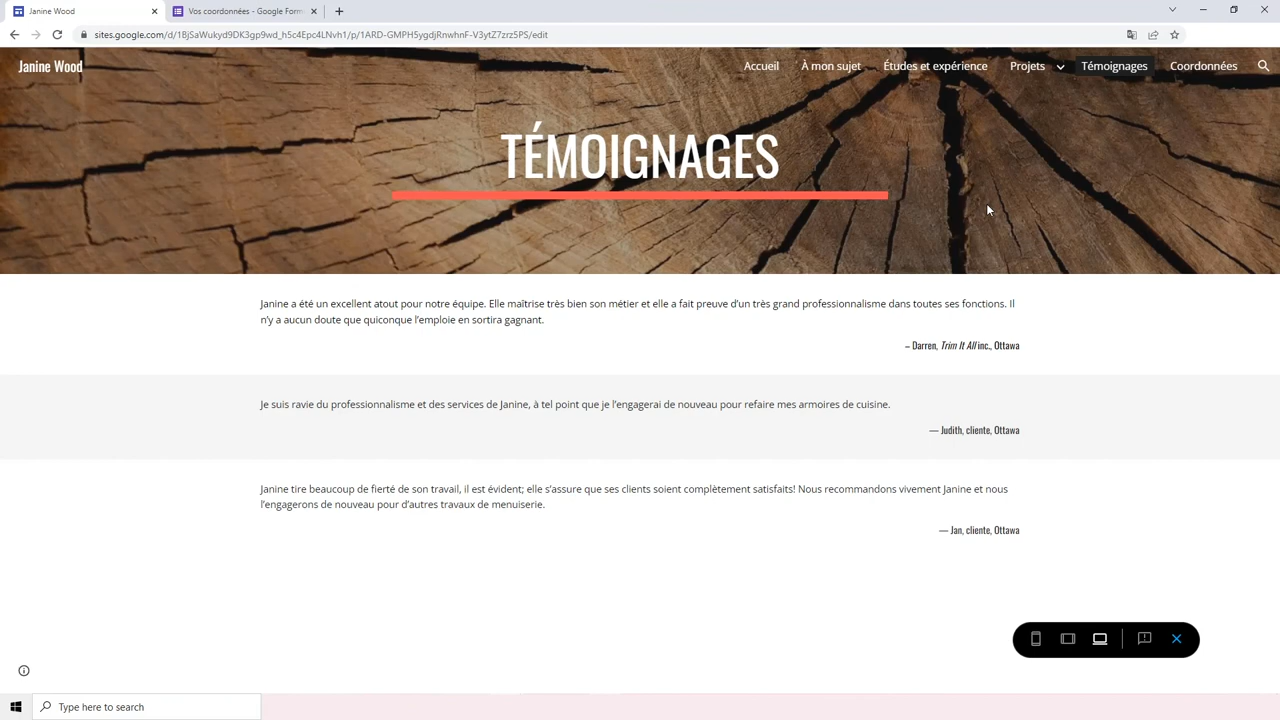 Janine Wood
Vos coordonnées - Google Form
sites.google.com/d/1BjSaWukyd9DK3gp9wd_h5c4Epc4LNvh1/p/1ARD-GMPH5ygdjRnwhnF-V3ytZ7zrz5PS/edit
Janine Wood
Accueil À mon sujet Études et expérience Projets Témoignages Coordonnées
TÉMOIGNAGES
Janine a été un excellent atout pour notre équipe. Elle maîtrise très bien son métier et elle a fait preuve d’un très grand professionnalisme dans toutes ses fonctions. Il
n’y a aucun doute que quiconque l’emploie en sortira gagnant.
– Darren, Trim It All inc., Ottawa
Je suis ravie du professionnalisme et des services de Janine, à tel point que je l’engagerai de nouveau pour refaire mes armoires de cuisine.
— Judith, cliente, Ottawa
Janine tire beaucoup de fierté de son travail, il est évident; elle s’assure que ses clients soient complètement satisfaits! Nous recommandons vivement Janine et nous
l’engagerons de nouveau pour d’autres travaux de menuiserie.
— Jan, cliente, Ottawa
Type here to search